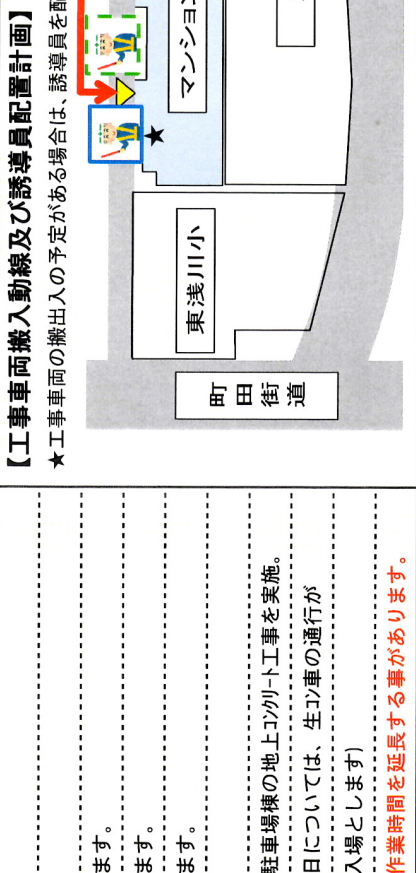 【工事車両搬入動線及び誘導員配置計画】
★工事車両の搬出入の予定がある場合は、誘導員を配
マンション
★
東浅川小
町田街道
ます。
ます。
ます。
駐車場棟の地上ｺﾝｸﾘｰﾄ工事を実施。
日については、生ｺﾝ車の通行が
入場とします)
作業時間を延長する事があります。